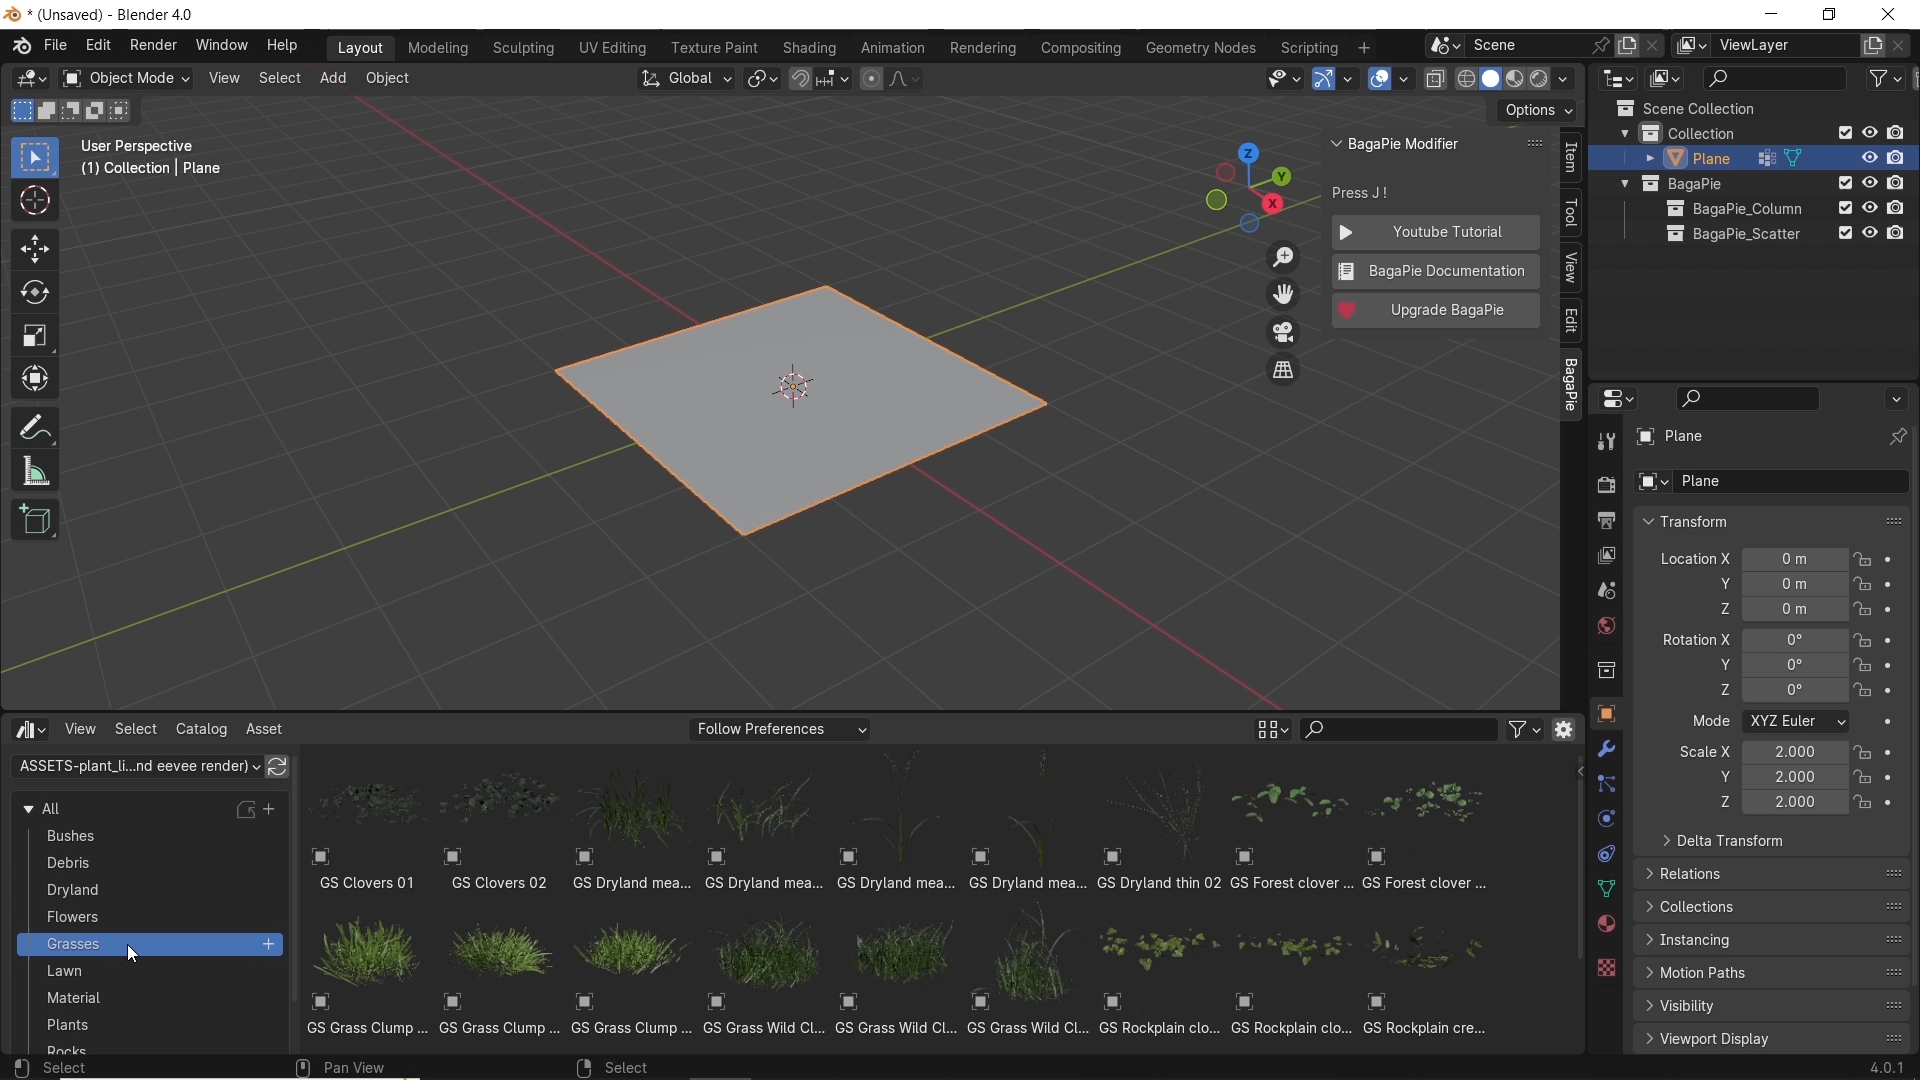 * (Unsaved) - Blender 4.0
File Edit Render Window Help
Layout Modeling Sculpting UV Editing Texture Paint Shading Animation Rendering Compositing Geometry Nodes Scripting +
Scene
ViewLayer
Object Mode View Select Add Object
Global
Options
User Perspective
(1) Collection | Plane
Z
Y
X
BagaPie Modifier
Press J !
Youtube Tutorial
BagaPie Documentation
Upgrade BagaPie
Item
Tool
View
Edit
BagaPie
Scene Collection
Collection
Plane
BagaPie
BagaPie_Column
BagaPie_Scatter
Plane
Plane
Transform
Location X 0 m
Y 0 m
Z 0 m
Rotation X 0°
Y 0°
Z 0°
Mode XYZ Euler
Scale X 2.000
Y 2.000
Z 2.000
Delta Transform
Relations
Collections
Instancing
Motion Paths
Visibility
Viewport Display
View Select Catalog Asset
Follow Preferences
ASSETS-plant_li...nd eevee render)
All
Bushes
Debris
Dryland
Flowers
Grasses
Lawn
Material
Plants
Rocks
GS Clovers 01 GS Clovers 02 GS Dryland mea... GS Dryland mea... GS Dryland mea... GS Dryland mea... GS Dryland thin 02 GS Forest clover ... GS Forest clover ...
GS Grass Clump ... GS Grass Clump ... GS Grass Clump ... GS Grass Wild Cl... GS Grass Wild Cl... GS Grass Wild Cl... GS Rockplain clo... GS Rockplain clo... GS Rockplain cre...
Select Pan View Select 4.0.1